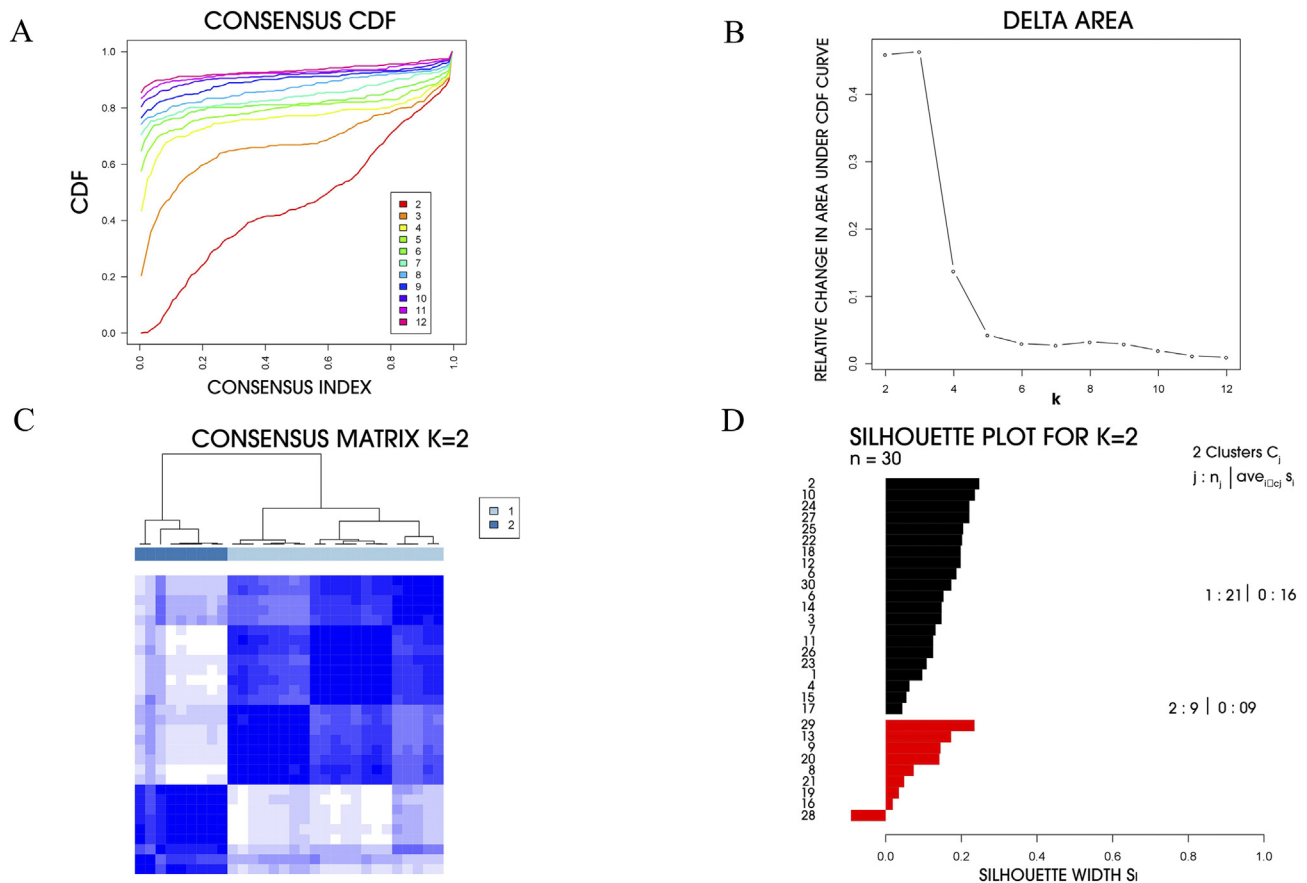 A
CONSENSUS CDF
CDF
1.0
0.8
0.6
0.4
0.2
0.0
2
3
4
5
6
7
8
9
10
11
12
0.0 0.2 0.4 0.6 0.8 1.0
CONSENSUS INDEX
B
DELTA AREA
RELATIVE CHANGE IN AREA UNDER CDF CURVE
0.4
0.3
0.2
0.1
0.0
2 4 6 8 10 12
k
C
CONSENSUS MATRIX K=2
1
2
D
SILHOUETTE PLOT FOR K=2
n = 30
2 Clusters Cj
j : nj | ave i□cj si
2
10
24
27
25
22
18
12
6
30
6
14
3
7
11
26
23
1
4
15
17
29
13
9
20
8
21
19
16
28
1 : 21 | 0 : 16
2 : 9 | 0 : 09
0.0 0.2 0.4 0.6 0.8 1.0
SILHOUETTE WIDTH Si